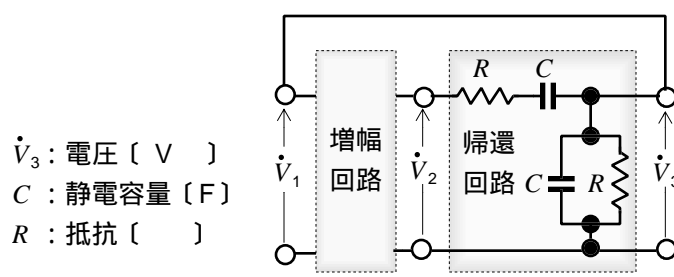 V̇₃：電圧〔 V 〕
C ：静電容量〔F〕
R ：抵抗〔 〕
R C
増幅
回路
帰還
回路
V̇₁
V̇₂
C R
V̇₃